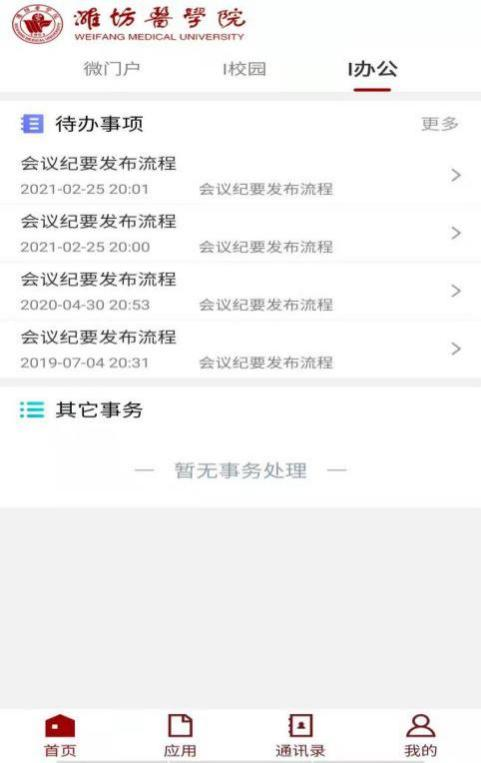 潍坊醫學院
WEIFANG MEDICAL UNIVERSITY
微门户 I校园 I办公
待办事项 更多
会议纪要发布流程
2021-02-25 20:01 会议纪要发布流程
会议纪要发布流程
2021-02-25 20:00 会议纪要发布流程
会议纪要发布流程
2020-04-30 20:53 会议纪要发布流程
会议纪要发布流程
2019-07-04 20:31 会议纪要发布流程
其它事务
— 暂无事务处理 —
首页 应用 通讯录 我的